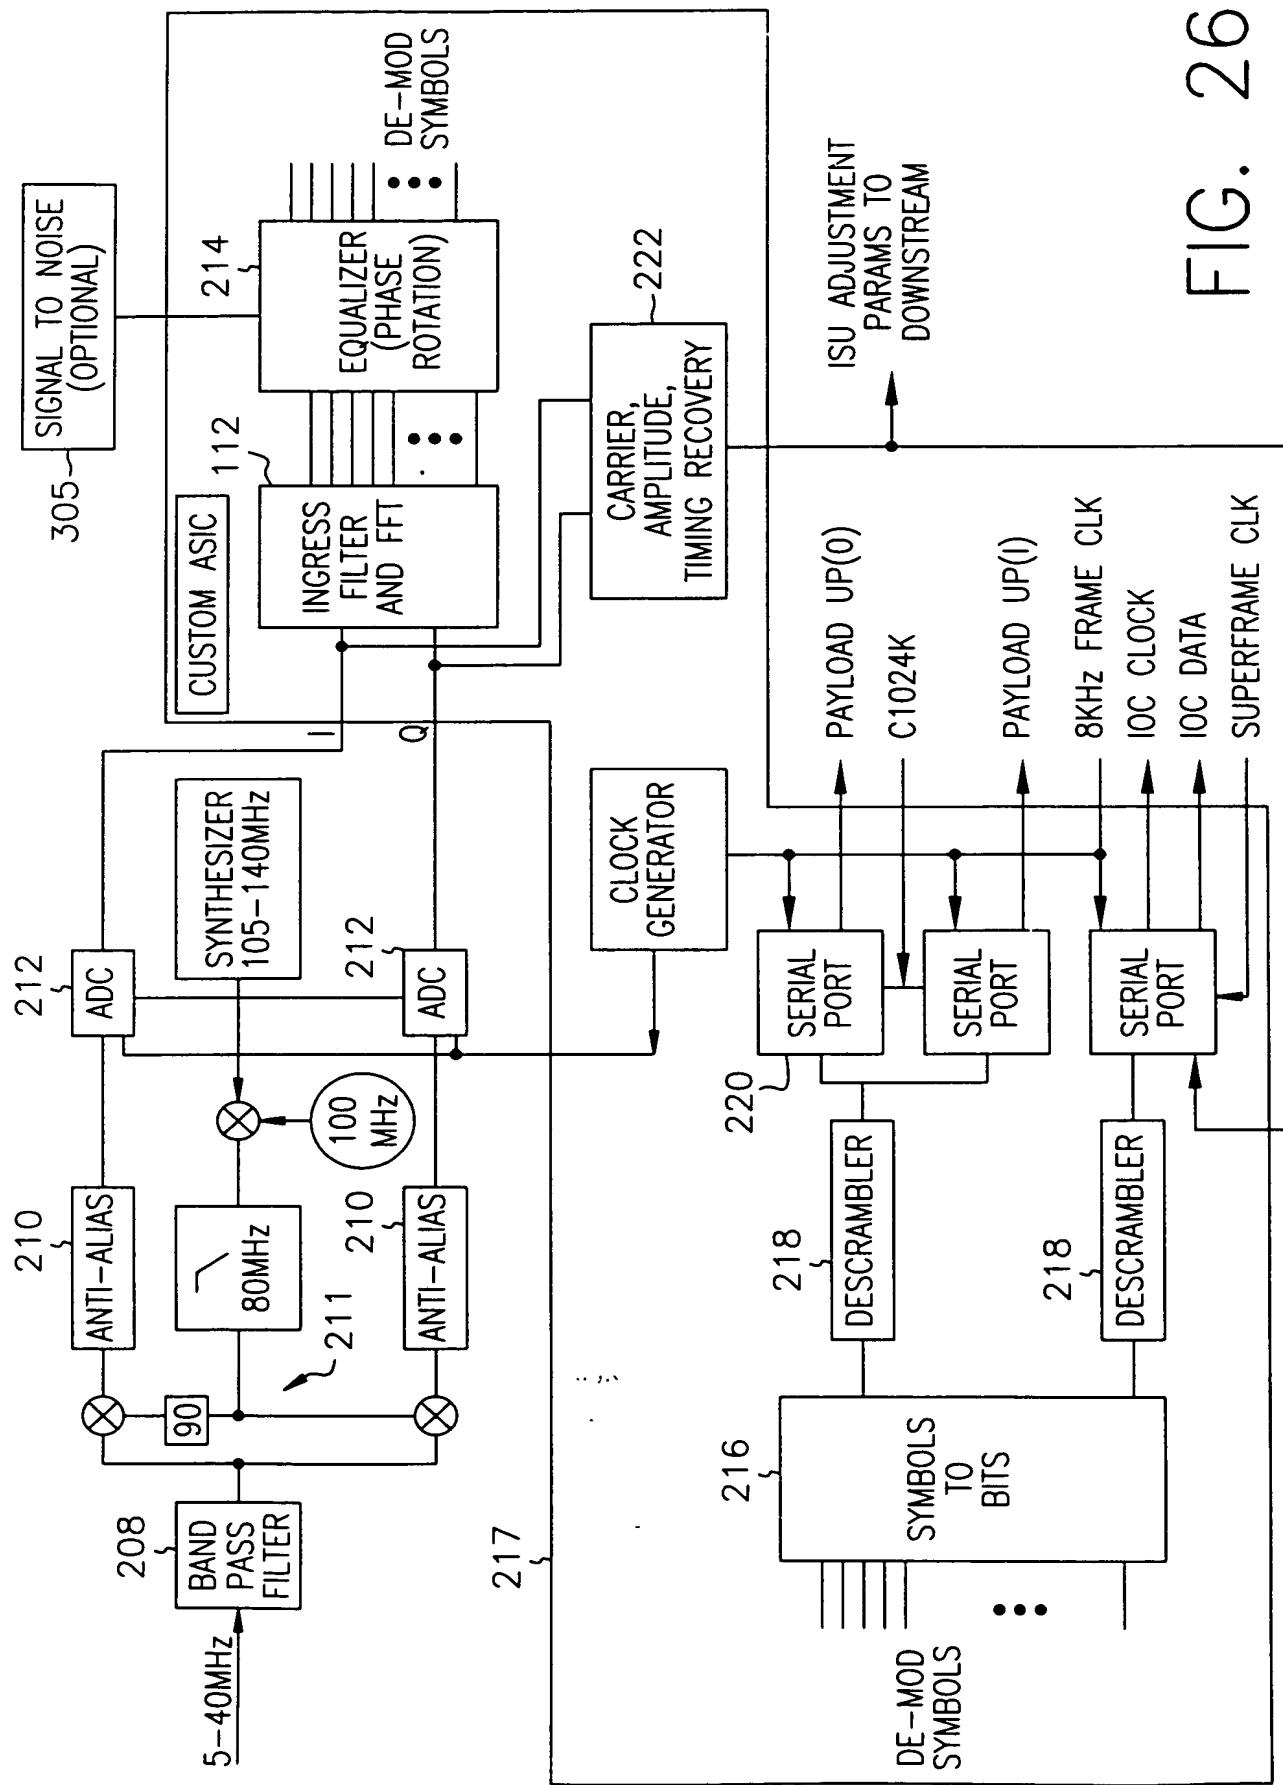 5-40MHz
208
BAND
PASS
FILTER
90
211
210
ANTI-ALIAS
80MHz
210
ANTI-ALIAS
100
MHz
212
ADC
SYNTHESIZER
105-140MHz
212
ADC
I
Q
CUSTOM ASIC
112
INGRESS
FILTER
AND FFT
305
SIGNAL TO NOISE
(OPTIONAL)
214
EQUALIZER
(PHASE
ROTATION)
DE-MOD
SYMBOLS
222
CARRIER,
AMPLITUDE,
TIMING RECOVERY
CLOCK
GENERATOR
217
ISU ADJUSTMENT
PARAMS TO
DOWNSTREAM
DE-MOD
SYMBOLS
216
SYMBOLS
TO
BITS
218
DESCRAMBLER
218
DESCRAMBLER
220
SERIAL
PORT
SERIAL
PORT
SERIAL
PORT
PAYLOAD UP(0)
C1024K
PAYLOAD UP(1)
8KHz FRAME CLK
IOC CLOCK
IOC DATA
SUPERFRAME CLK
FIG. 26